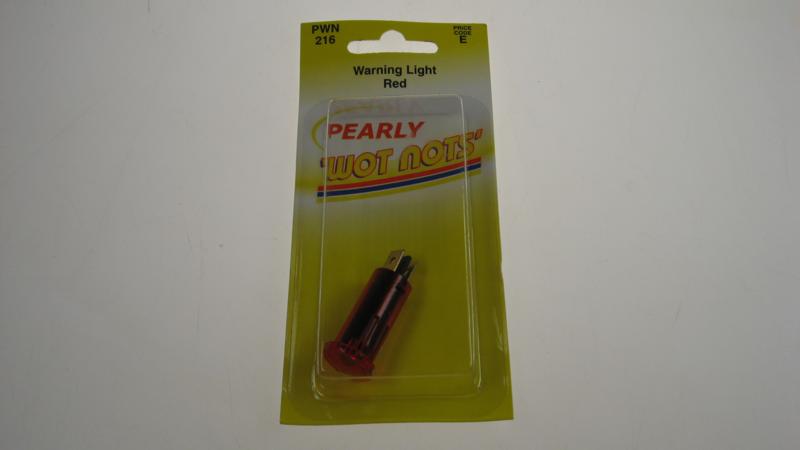 PWN
216
PRICE
CODE
E
Warning Light
Red
PEARLY
'WOT NOTS'